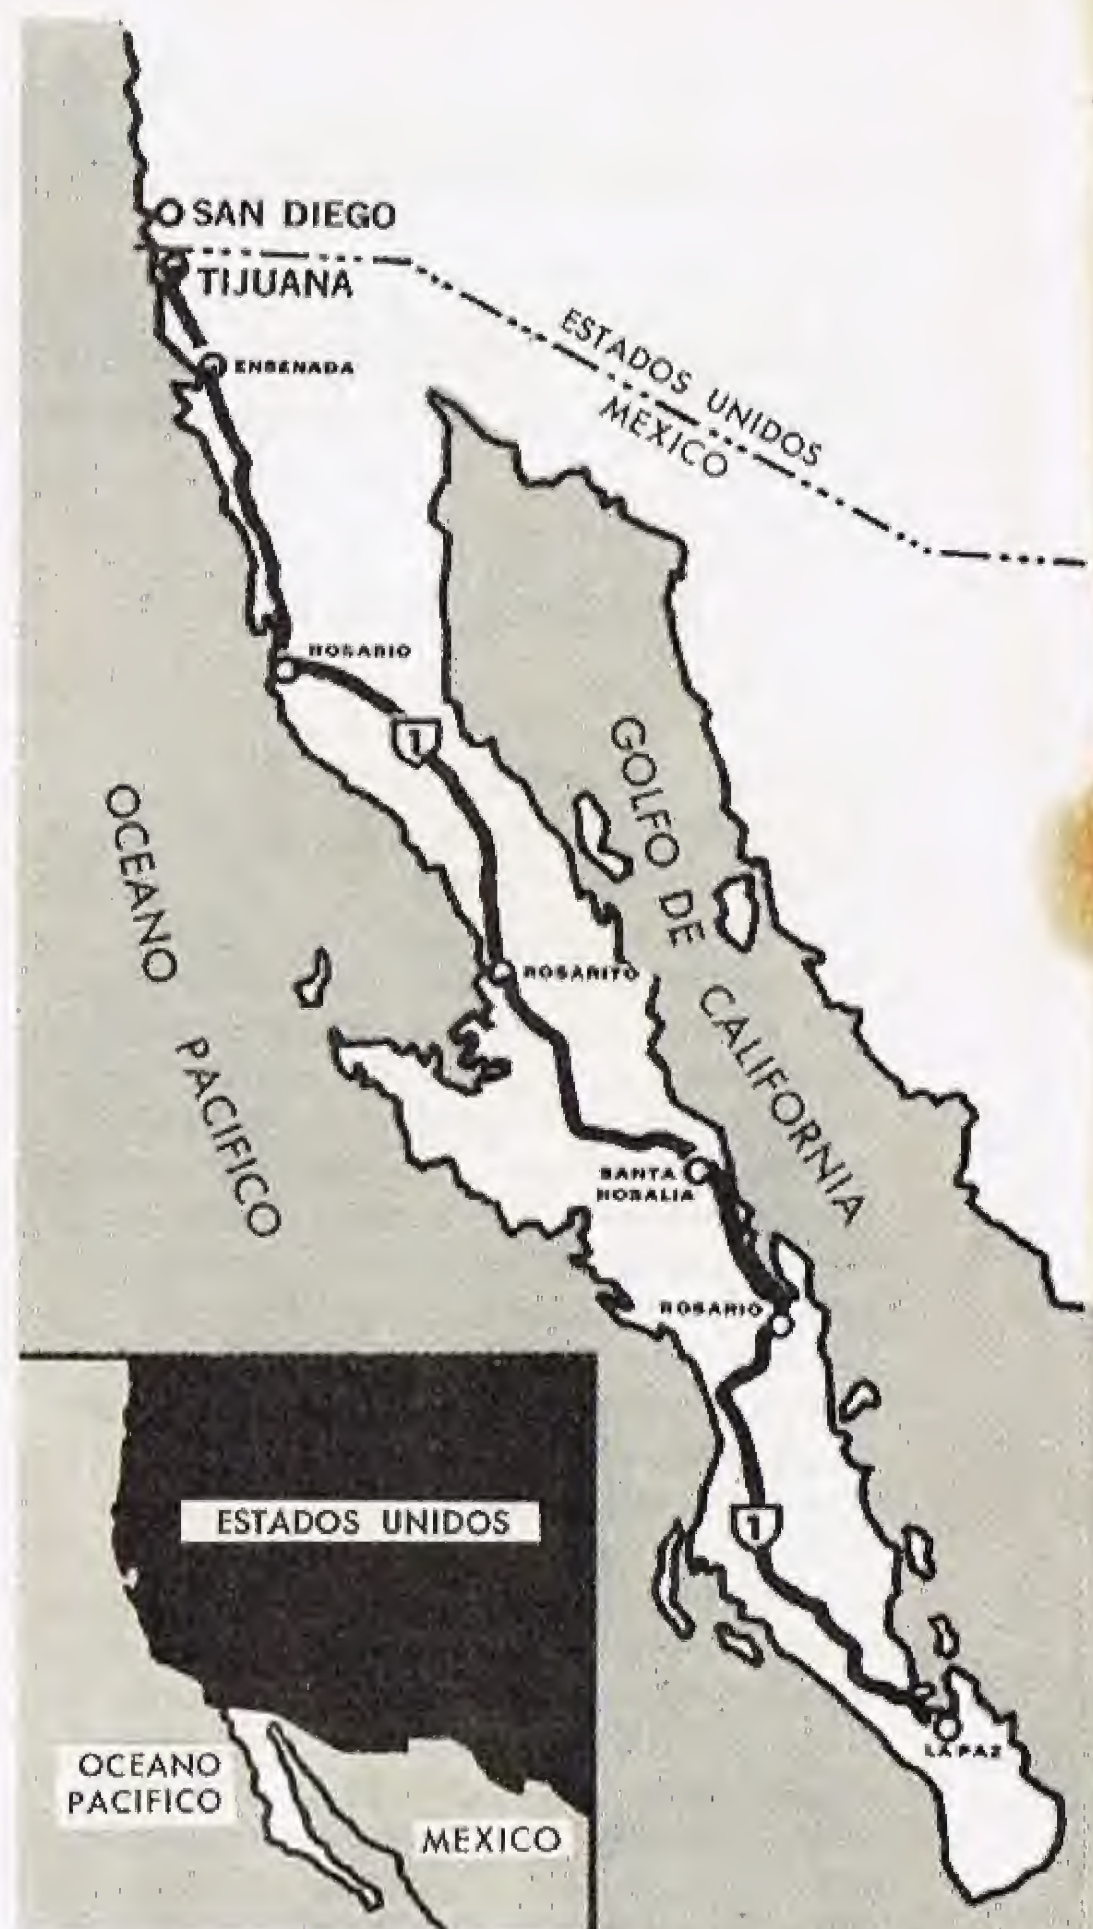 SAN DIEGO
TIJUANA
ENSENADA
ESTADOS UNIDOS
MEXICO
ROSARIO
1
GOLFO DE CALIFORNIA
OCEANO PACIFICO
ROSARITO
SANTA
ROSALIA
ROSARIO
1
LA PAZ
ESTADOS UNIDOS
OCEANO
PACIFICO
MEXICO